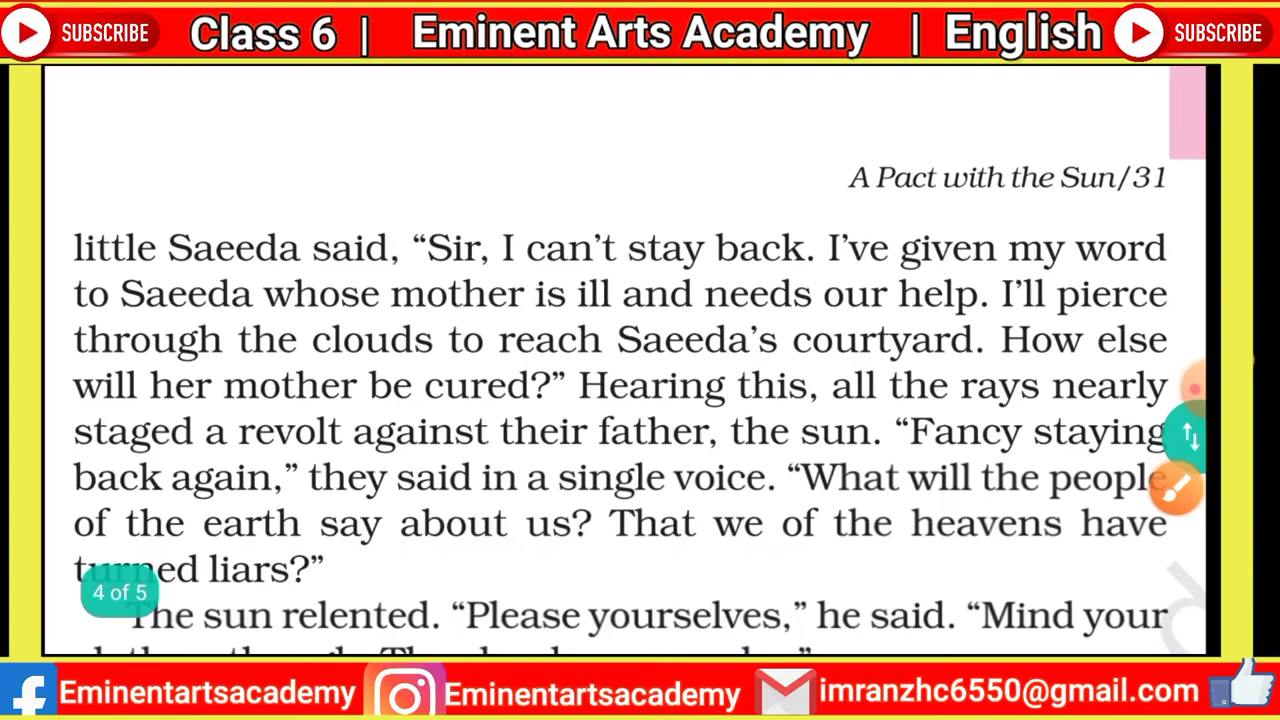 SUBSCRIBE Class 6 | Eminent Arts Academy | English SUBSCRIBE
A Pact with the Sun/31
little Saeeda said, “Sir, I can’t stay back. I’ve given my word
to Saeeda whose mother is ill and needs our help. I’ll pierce
through the clouds to reach Saeeda’s courtyard. How else
will her mother be cured?” Hearing this, all the rays nearly
staged a revolt against their father, the sun. “Fancy staying
back again,” they said in a single voice. “What will the people
of the earth say about us? That we of the heavens have
turned liars?”
4 of 5
The sun relented. “Please yourselves,” he said. “Mind your
Eminentartsacademy Eminentartsacademy imranzhc6550@gmail.com